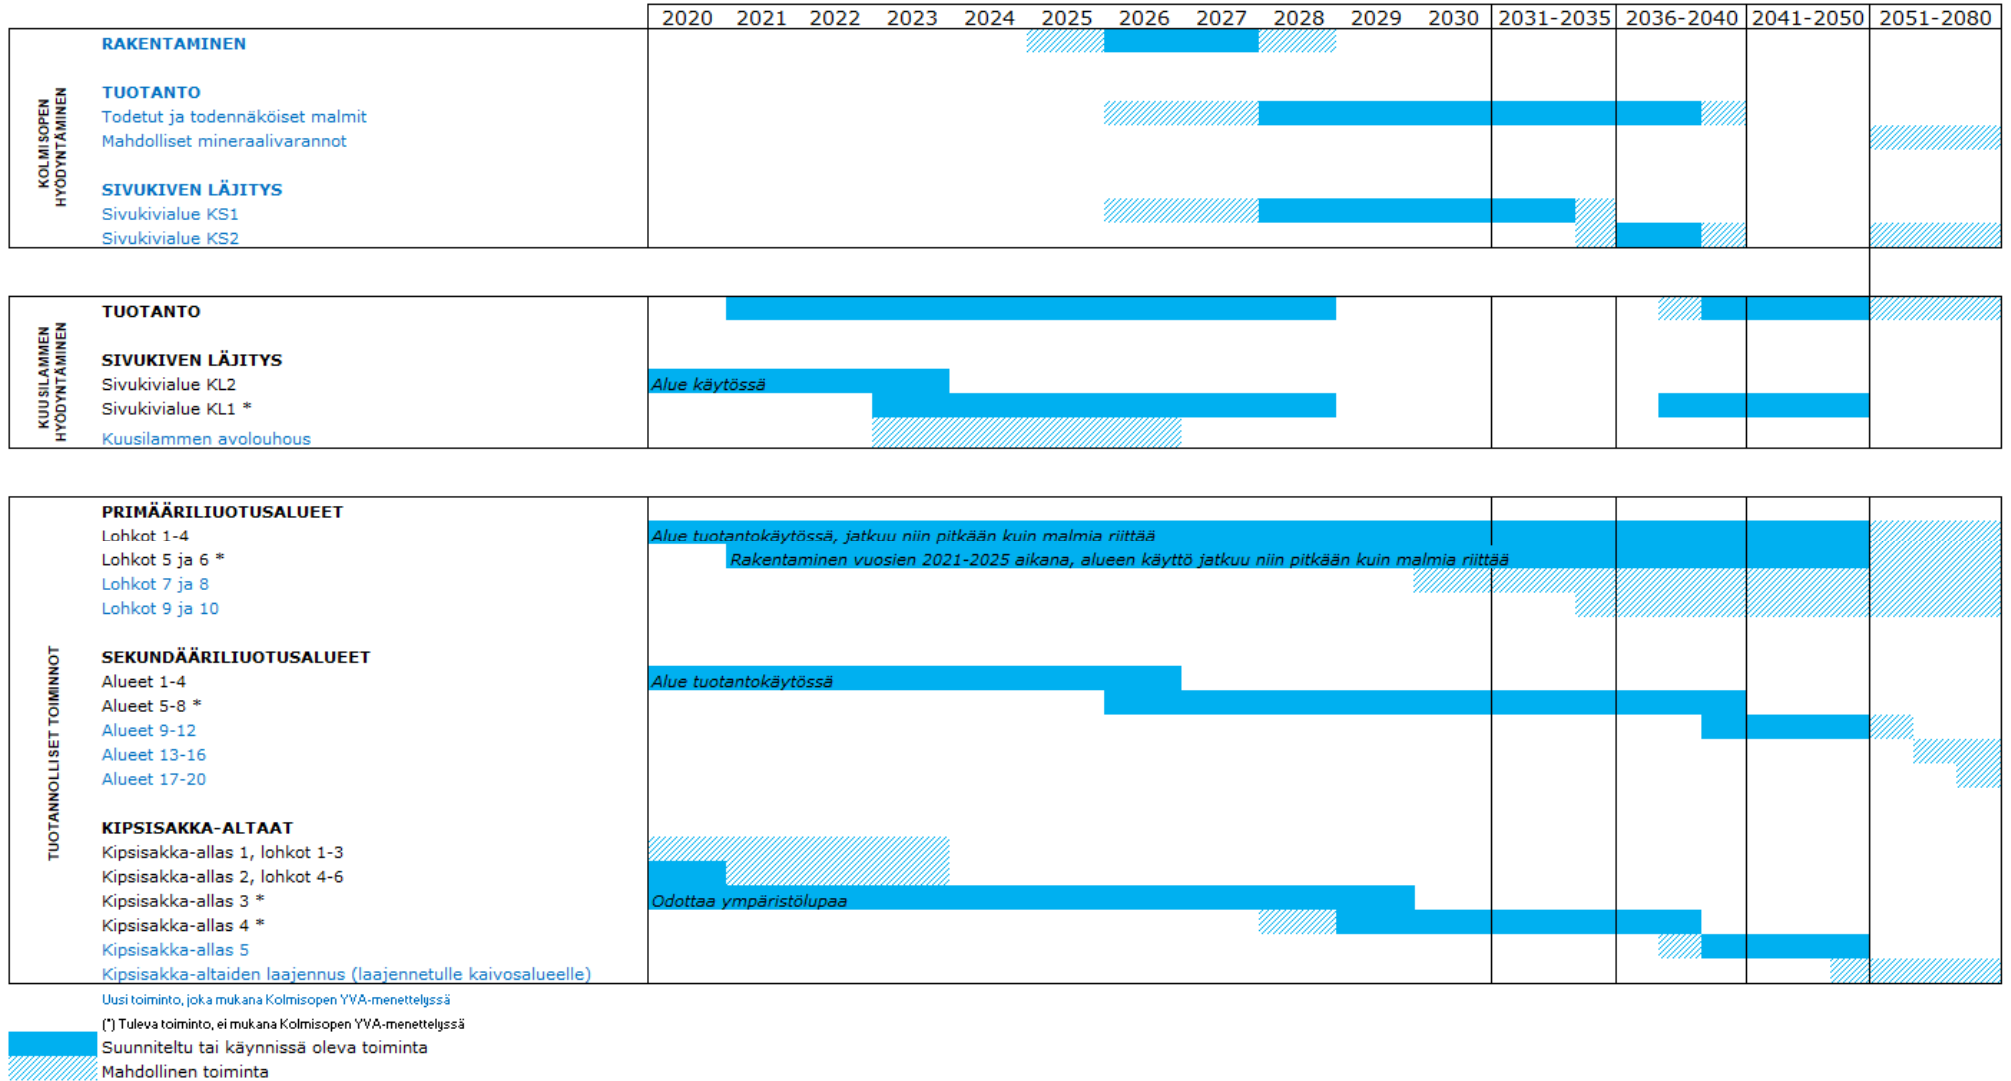 2020 2021 2022 2023 2024 2025 2026 2027 2028 2029 2030 2031-2035 2036-2040 2041-2050 2051-2080
KOLMISOPEN
HYÖDYNTÄMINEN
RAKENTAMINEN
TUOTANTO
Todetut ja todennäköiset malmit
Mahdolliset mineraalivarannot
SIVUKIVEN LÄJITYS
Sivukivialue KS1
Sivukivialue KS2
KUUSILAMMEN
HYÖDYNTÄMINEN
TUOTANTO
SIVUKIVEN LÄJITYS
Sivukivialue KL2 Alue käytössä
Sivukivialue KL1 *
Kuusilammen avolouhous
TUOTANNOLLISET TOIMINNOT
PRIMÄÄRILIUOTUSALUEET
Lohkot 1-4 Alue tuotantokäytössä, jatkuu niin pitkään kuin malmia riittää
Lohkot 5 ja 6 * Rakentaminen vuosien 2021-2025 aikana, alueen käyttö jatkuu niin pitkään kuin malmia riittää
Lohkot 7 ja 8
Lohkot 9 ja 10
SEKUNDÄÄRILIUOTUSALUEET
Alueet 1-4 Alue tuotantokäytössä
Alueet 5-8 *
Alueet 9-12
Alueet 13-16
Alueet 17-20
KIPSISAKKA-ALTAAT
Kipsisakka-allas 1, lohkot 1-3
Kipsisakka-allas 2, lohkot 4-6
Kipsisakka-allas 3 * Odottaa ympäristölupaa
Kipsisakka-allas 4 *
Kipsisakka-allas 5
Kipsisakka-altaiden laajennus (laajennetulle kaivosalueelle)
Uusi toiminto, joka mukana Kolmisopen YVA-menettelyssä
(*) Tuleva toiminto, ei mukana Kolmisopen YVA-menettelyssä
Suunniteltu tai käynnissä oleva toiminta
Mahdollinen toiminta